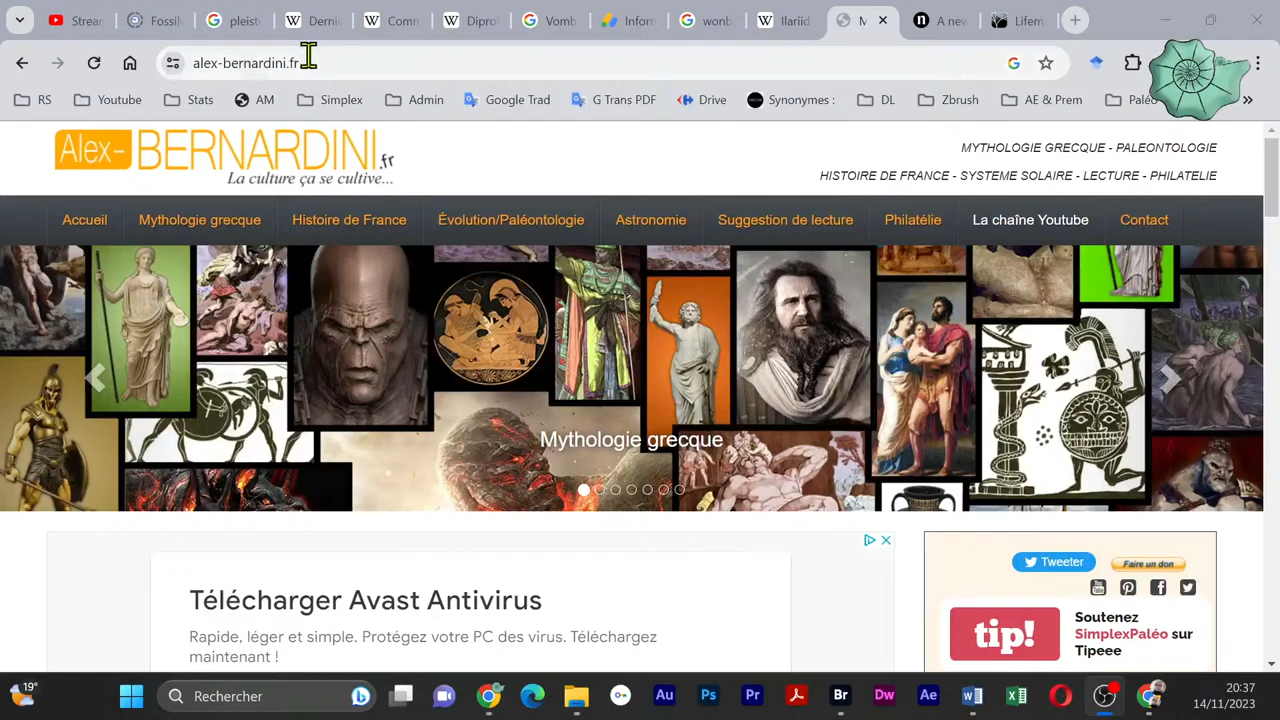 Stream
Fossil
pleist
Derni
Comm
Dipro
Vomb
Inforn
wonb
Ilariid
M
A new
Lifem
alex-bernardini.fr
RS
Youtube
Stats
AM
Simplex
Admin
Google Trad
G Trans PDF
Drive
Synonymes :
DL
Zbrush
AE & Prem
Paléo
Alex-BERNARDINI.fr
La culture ça se cultive...
MYTHOLOGIE GRECQUE - PALEONTOLOGIE
HISTOIRE DE FRANCE - SYSTEME SOLAIRE - LECTURE - PHILATELIE
Accueil
Mythologie grecque
Histoire de France
Évolution/Paléontologie
Astronomie
Suggestion de lecture
Philatélie
La chaîne Youtube
Contact
Mythologie grecque
Télécharger Avast Antivirus
Rapide, léger et simple. Protégez votre PC des virus. Téléchargez
maintenant !
Tweeter
Faire un don
You Tube
tip!
Soutenez
SimplexPaléo sur
Tipeee
19°
Rechercher
20:37
14/11/2023